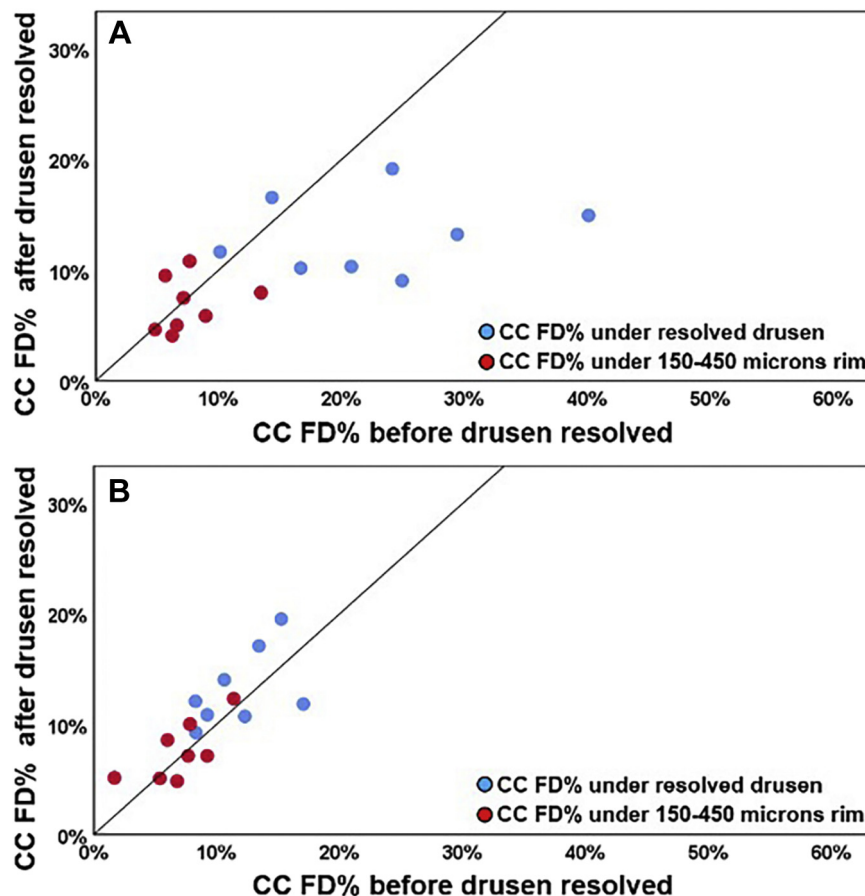 A
CC FD% after drusen resolved
30%
20%
10%
0%
CC FD% under resolved drusen
CC FD% under 150-450 microns rim
0% 10% 20% 30% 40% 50% 60%
CC FD% before drusen resolved
B
CC FD% after drusen resolved
30%
20%
10%
0%
CC FD% under resolved drusen
CC FD% under 150-450 microns rim
0% 10% 20% 30% 40% 50% 60%
CC FD% before drusen resolved